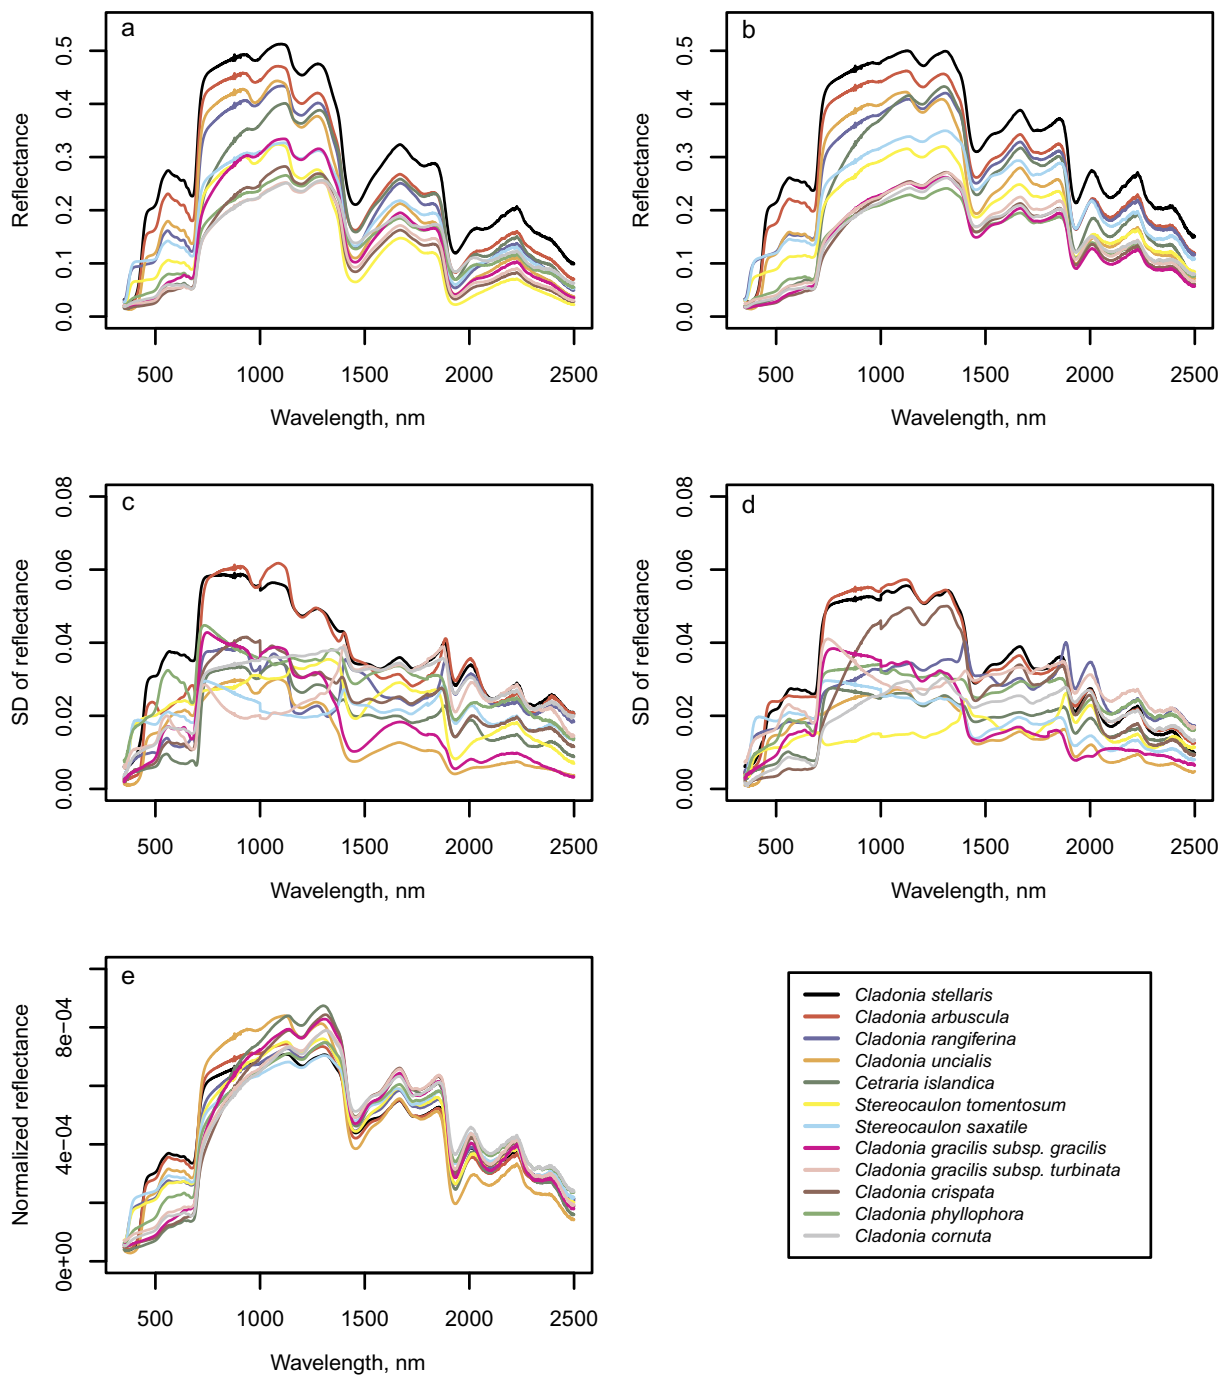 a
0.5
0.4
0.3
0.2
0.1
0.0
Reflectance
500 1000 1500 2000 2500
Wavelength, nm
b
0.5
0.4
0.3
0.2
0.1
0.0
Reflectance
500 1000 1500 2000 2500
Wavelength, nm
c
0.08
0.06
0.04
0.02
0.00
SD of reflectance
500 1000 1500 2000 2500
Wavelength, nm
d
0.08
0.06
0.04
0.02
0.00
SD of reflectance
500 1000 1500 2000 2500
Wavelength, nm
e
8e−04
4e−04
0e+00
Normalized reflectance
500 1000 1500 2000 2500
Wavelength, nm
Cladonia stellaris
Cladonia arbuscula
Cladonia rangiferina
Cladonia uncialis
Cetraria islandica
Stereocaulon tomentosum
Stereocaulon saxatile
Cladonia gracilis subsp. gracilis
Cladonia gracilis subsp. turbinata
Cladonia crispata
Cladonia phyllophora
Cladonia cornuta